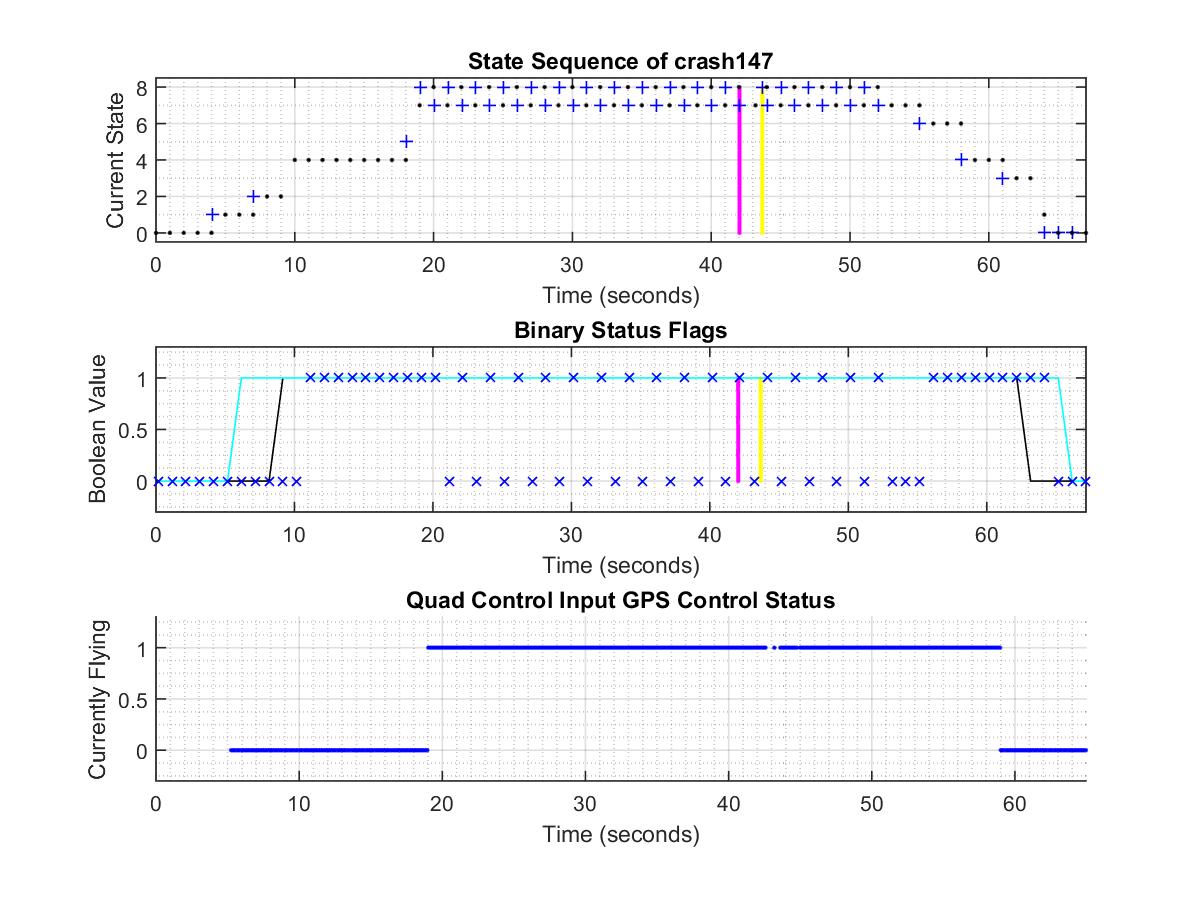 State Sequence of crash147
Current State
8
6
4
2
0
0 10 20 30 40 50 60
Time (seconds)
Binary Status Flags
Boolean Value
1
0.5
0
0 10 20 30 40 50 60
Time (seconds)
Quad Control Input GPS Control Status
Currently Flying
1
0.5
0
0 10 20 30 40 50 60
Time (seconds)